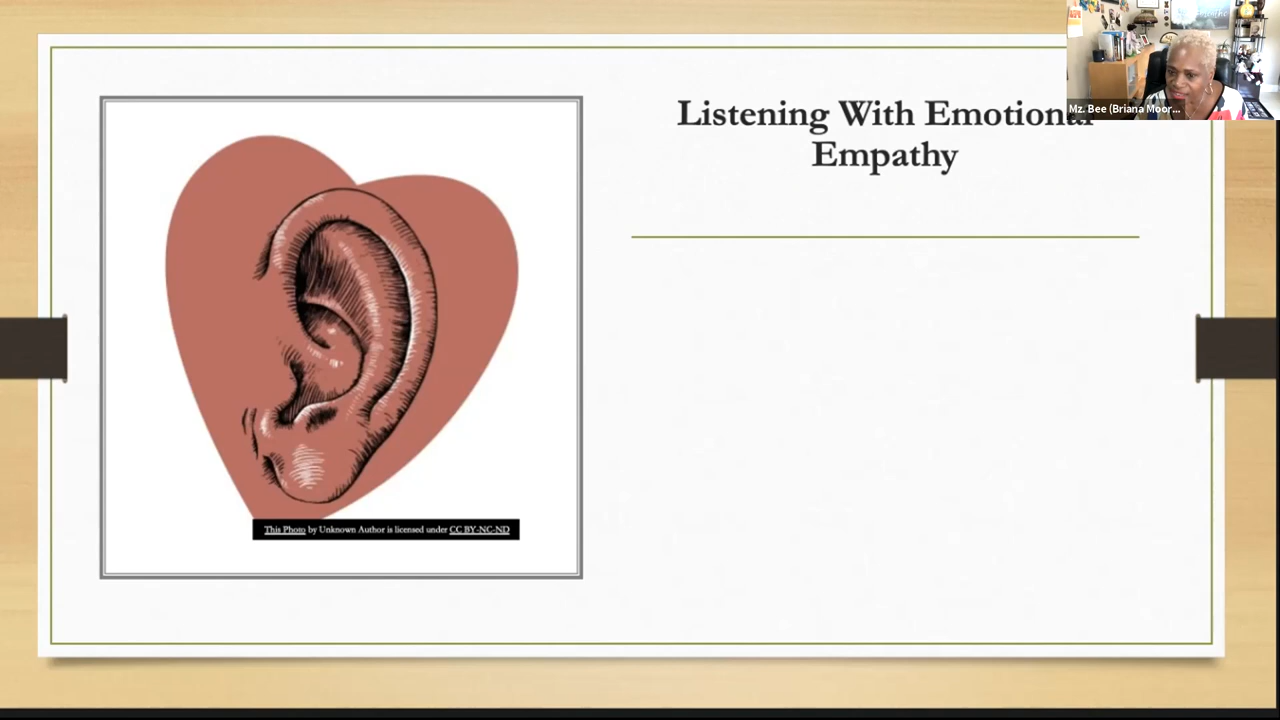 Listening With Emotional
Empathy
Mz. Bee (Briana Moor...
This Photo by Unknown Author is licensed under CC BY-NC-ND